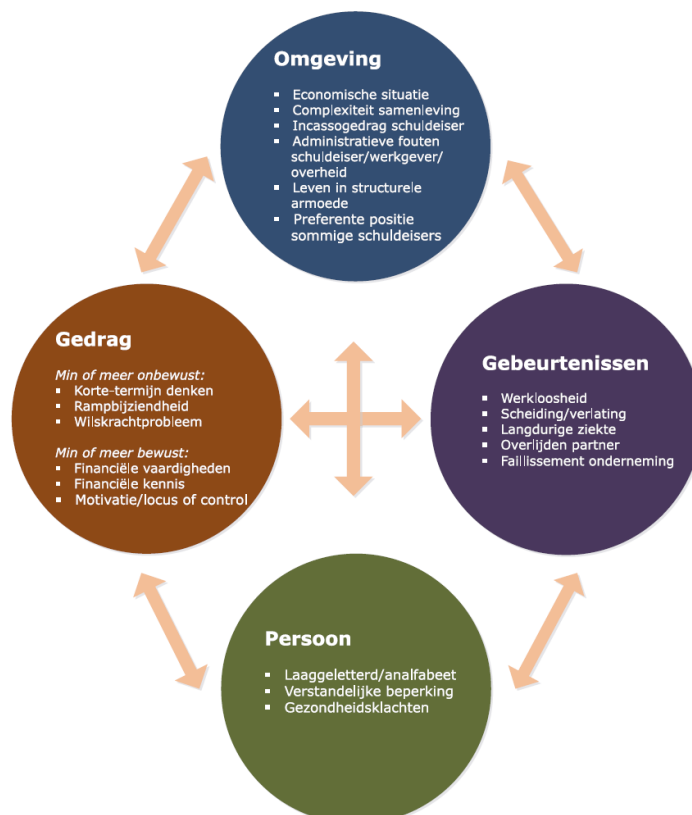 Omgeving
▪ Economische situatie
▪ Complexiteit samenleving
▪ Incassogedrag schuldeiser
▪ Administratieve fouten
schuldeiser/werkgever/
overheid
▪ Leven in structurele
armoede
▪ Preferente positie
sommige schuldeisers
Gedrag
Min of meer onbewust:
▪ Korte-termijn denken
▪ Rampbijziendheid
▪ Wilskrachtprobleem
Min of meer bewust:
▪ Financiële vaardigheden
▪ Financiële kennis
▪ Motivatie/locus of control
Gebeurtenissen
▪ Werkloosheid
▪ Scheiding/verlating
▪ Langdurige ziekte
▪ Overlijden partner
▪ Faillissement onderneming
Persoon
▪ Laaggeletterd/analfabeet
▪ Verstandelijke beperking
▪ Gezondheidsklachten